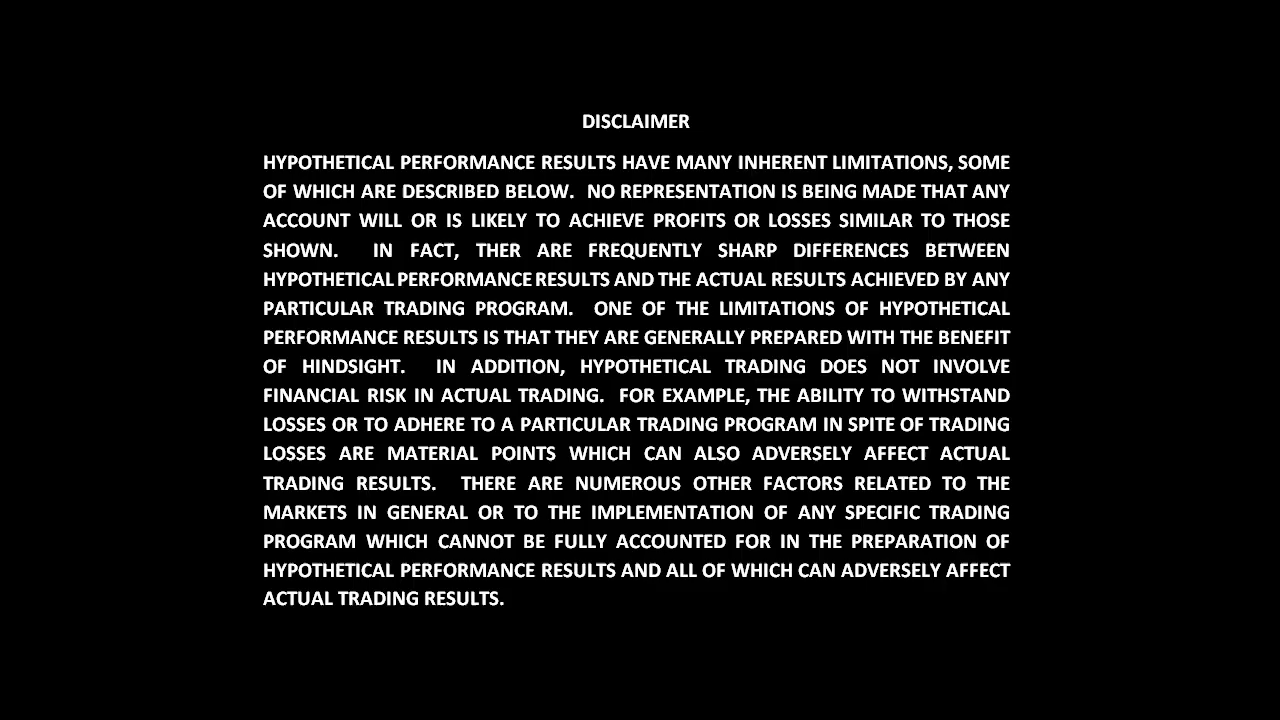 DISCLAIMER
HYPOTHETICAL PERFORMANCE RESULTS HAVE MANY INHERENT LIMITATIONS, SOME
OF WHICH ARE DESCRIBED BELOW.  NO REPRESENTATION IS BEING MADE THAT ANY
ACCOUNT WILL OR IS LIKELY TO ACHIEVE PROFITS OR LOSSES SIMILAR TO THOSE
SHOWN.  IN FACT, THER ARE FREQUENTLY SHARP DIFFERENCES BETWEEN
HYPOTHETICAL PERFORMANCE RESULTS AND THE ACTUAL RESULTS ACHIEVED BY ANY
PARTICULAR TRADING PROGRAM.  ONE OF THE LIMITATIONS OF HYPOTHETICAL
PERFORMANCE RESULTS IS THAT THEY ARE GENERALLY PREPARED WITH THE BENEFIT
OF HINDSIGHT.  IN ADDITION, HYPOTHETICAL TRADING DOES NOT INVOLVE
FINANCIAL RISK IN ACTUAL TRADING.  FOR EXAMPLE, THE ABILITY TO WITHSTAND
LOSSES OR TO ADHERE TO A PARTICULAR TRADING PROGRAM IN SPITE OF TRADING
LOSSES ARE MATERIAL POINTS WHICH CAN ALSO ADVERSELY AFFECT ACTUAL
TRADING RESULTS.  THERE ARE NUMEROUS OTHER FACTORS RELATED TO THE
MARKETS IN GENERAL OR TO THE IMPLEMENTATION OF ANY SPECIFIC TRADING
PROGRAM WHICH CANNOT BE FULLY ACCOUNTED FOR IN THE PREPARATION OF
HYPOTHETICAL PERFORMANCE RESULTS AND ALL OF WHICH CAN ADVERSELY AFFECT
ACTUAL TRADING RESULTS.